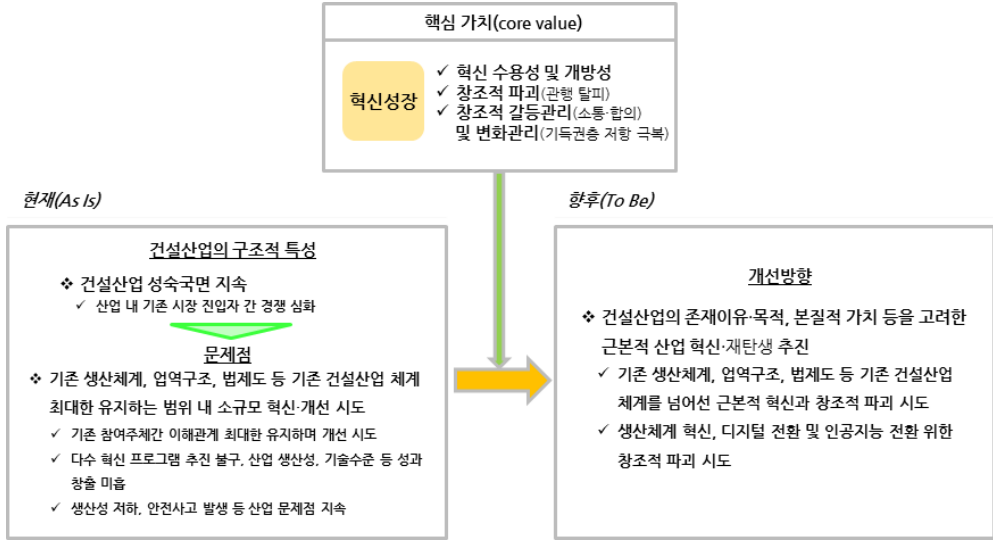 핵심 가치(core value)
혁신성장
✓ 혁신 수용성 및 개방성
✓ 창조적 파괴(관행 탈피)
✓ 창조적 갈등관리(소통·합의)
및 변화관리(기득권층 저항 극복)
현재(As Is)
건설산업의 구조적 특성
❖ 건설산업 성숙국면 지속
✓ 산업 내 기존 시장 진입자 간 경쟁 심화
문제점
❖ 기존 생산체계, 업역구조, 법제도 등 기존 건설산업 체계
최대한 유지하는 범위 내 소규모 혁신·개선 시도
✓ 기존 참여주체간 이해관계 최대한 유지하며 개선 시도
✓ 다수 혁신 프로그램 추진 불구, 산업 생산성, 기술수준 등 성과
창출 미흡
✓ 생산성 저하, 안전사고 발생 등 산업 문제점 지속
향후(To Be)
개선방향
❖ 건설산업의 존재이유·목적, 본질적 가치 등을 고려한
근본적 산업 혁신·재탄생 추진
✓ 기존 생산체계, 업역구조, 법제도 등 기존 건설산업
체계를 넘어선 근본적 혁신과 창조적 파괴 시도
✓ 생산체계 혁신, 디지털 전환 및 인공지능 전환 위한
창조적 파괴 시도